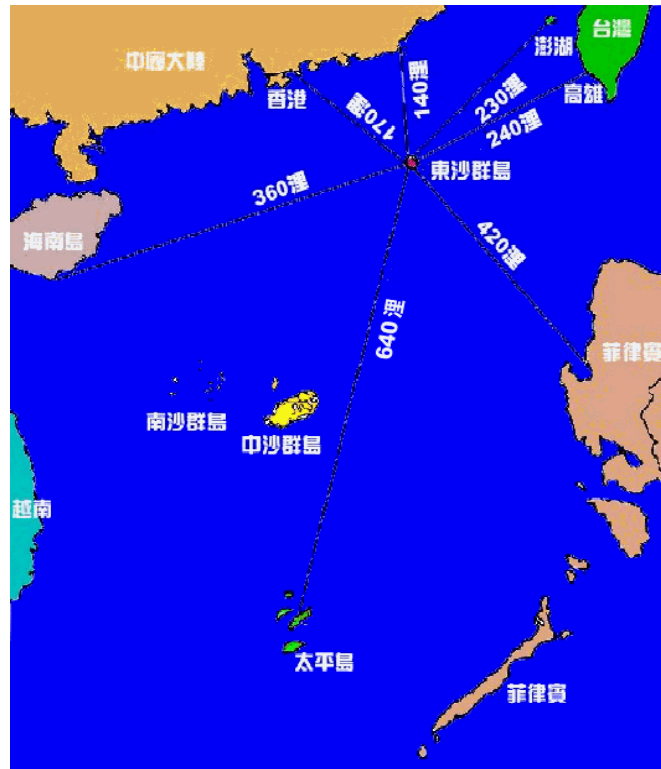 台灣
中國大陸
澎湖
香港
高雄
140浬
170浬
230浬
240浬
東沙群島
360浬
海南島
420浬
640浬
菲律賓
南沙群島
中沙群島
越南
太平島
菲律賓